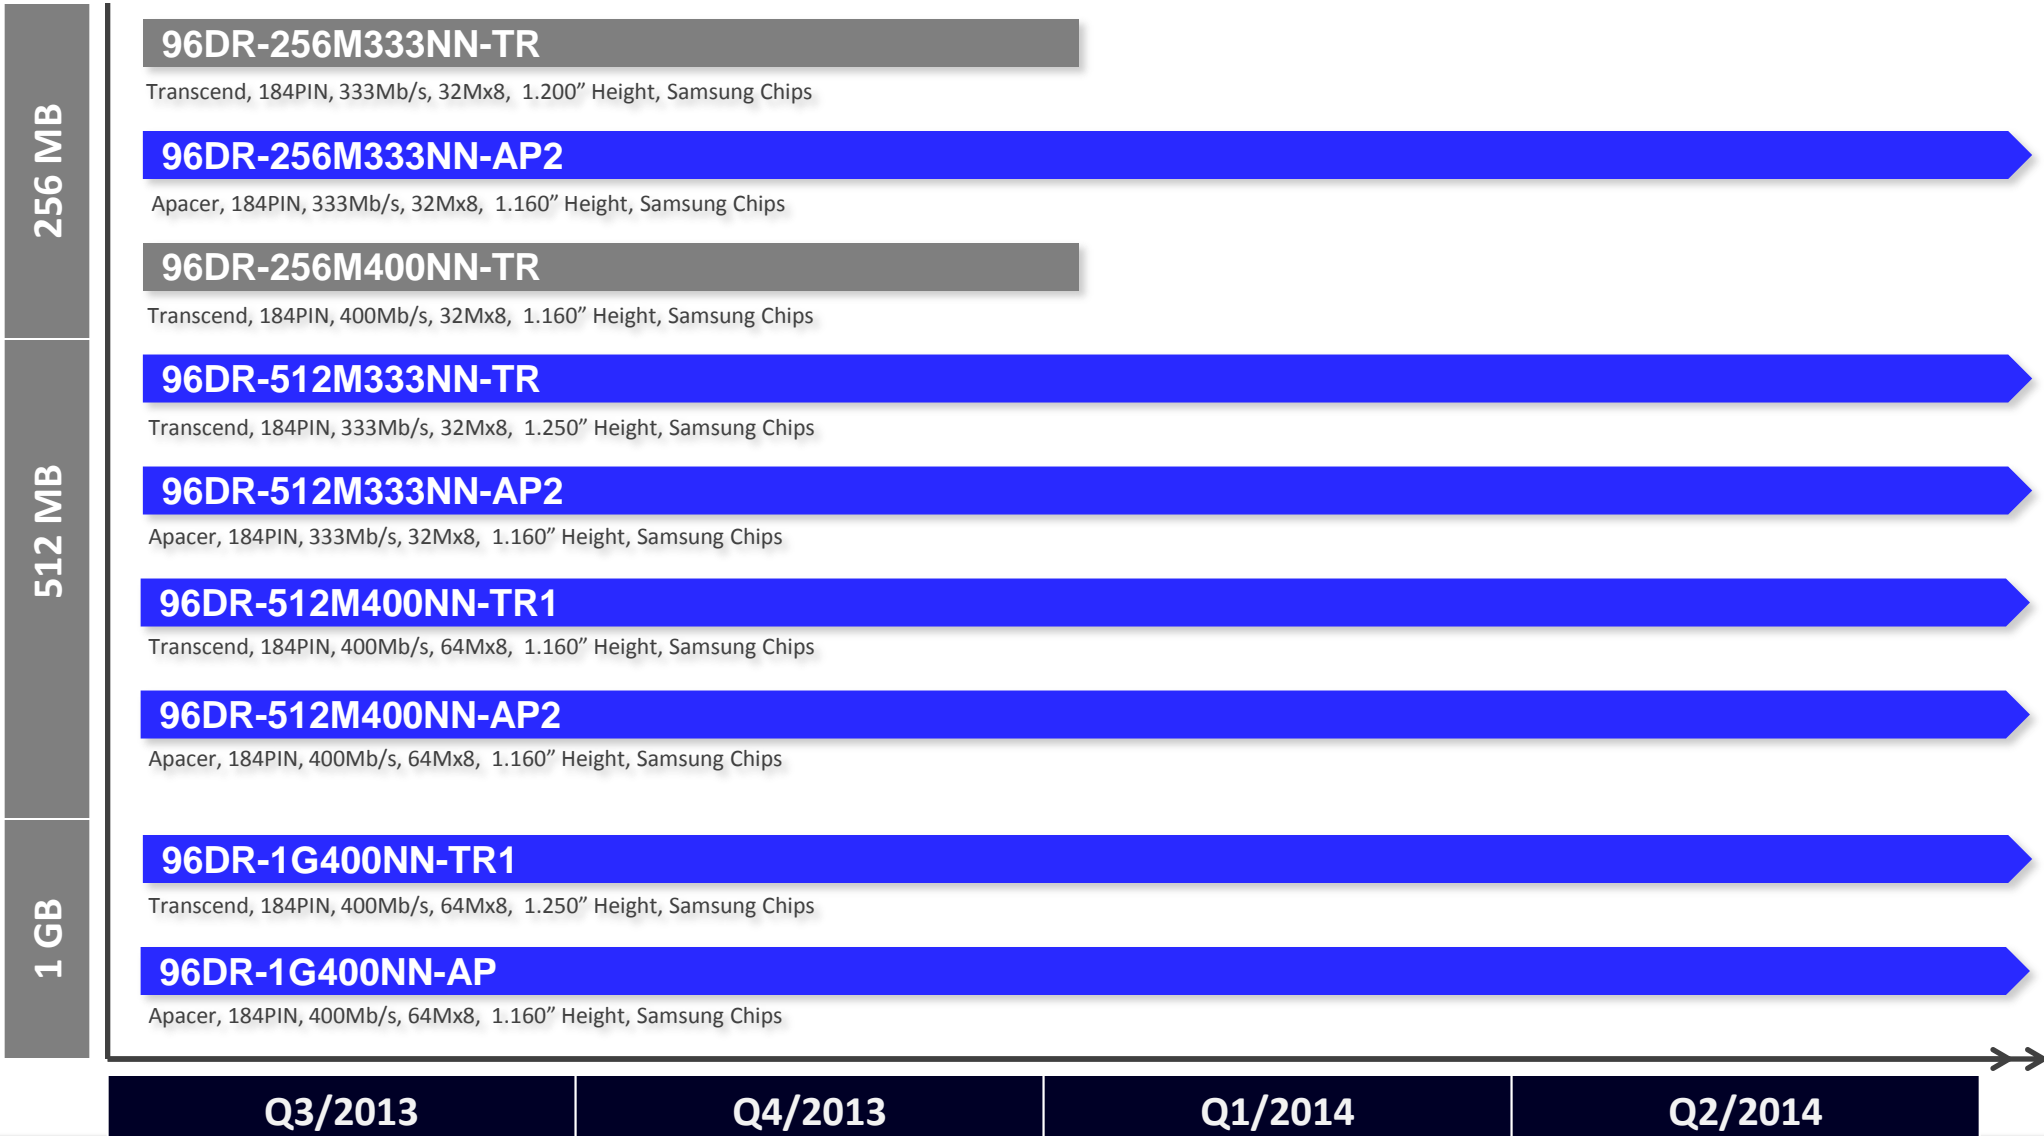 256 MB
96DR-256M333NN-TR
Transcend, 184PIN, 333Mb/s, 32Mx8, 1.200” Height, Samsung Chips
96DR-256M333NN-AP2
Apacer, 184PIN, 333Mb/s, 32Mx8, 1.160” Height, Samsung Chips
96DR-256M400NN-TR
Transcend, 184PIN, 400Mb/s, 32Mx8, 1.160” Height, Samsung Chips
512 MB
96DR-512M333NN-TR
Transcend, 184PIN, 333Mb/s, 32Mx8, 1.250” Height, Samsung Chips
96DR-512M333NN-AP2
Apacer, 184PIN, 333Mb/s, 32Mx8, 1.160” Height, Samsung Chips
96DR-512M400NN-TR1
Transcend, 184PIN, 400Mb/s, 64Mx8, 1.160” Height, Samsung Chips
96DR-512M400NN-AP2
Apacer, 184PIN, 400Mb/s, 64Mx8, 1.160” Height, Samsung Chips
1 GB
96DR-1G400NN-TR1
Transcend, 184PIN, 400Mb/s, 64Mx8, 1.250” Height, Samsung Chips
96DR-1G400NN-AP
Apacer, 184PIN, 400Mb/s, 64Mx8, 1.160” Height, Samsung Chips
Q3/2013 Q4/2013 Q1/2014 Q2/2014